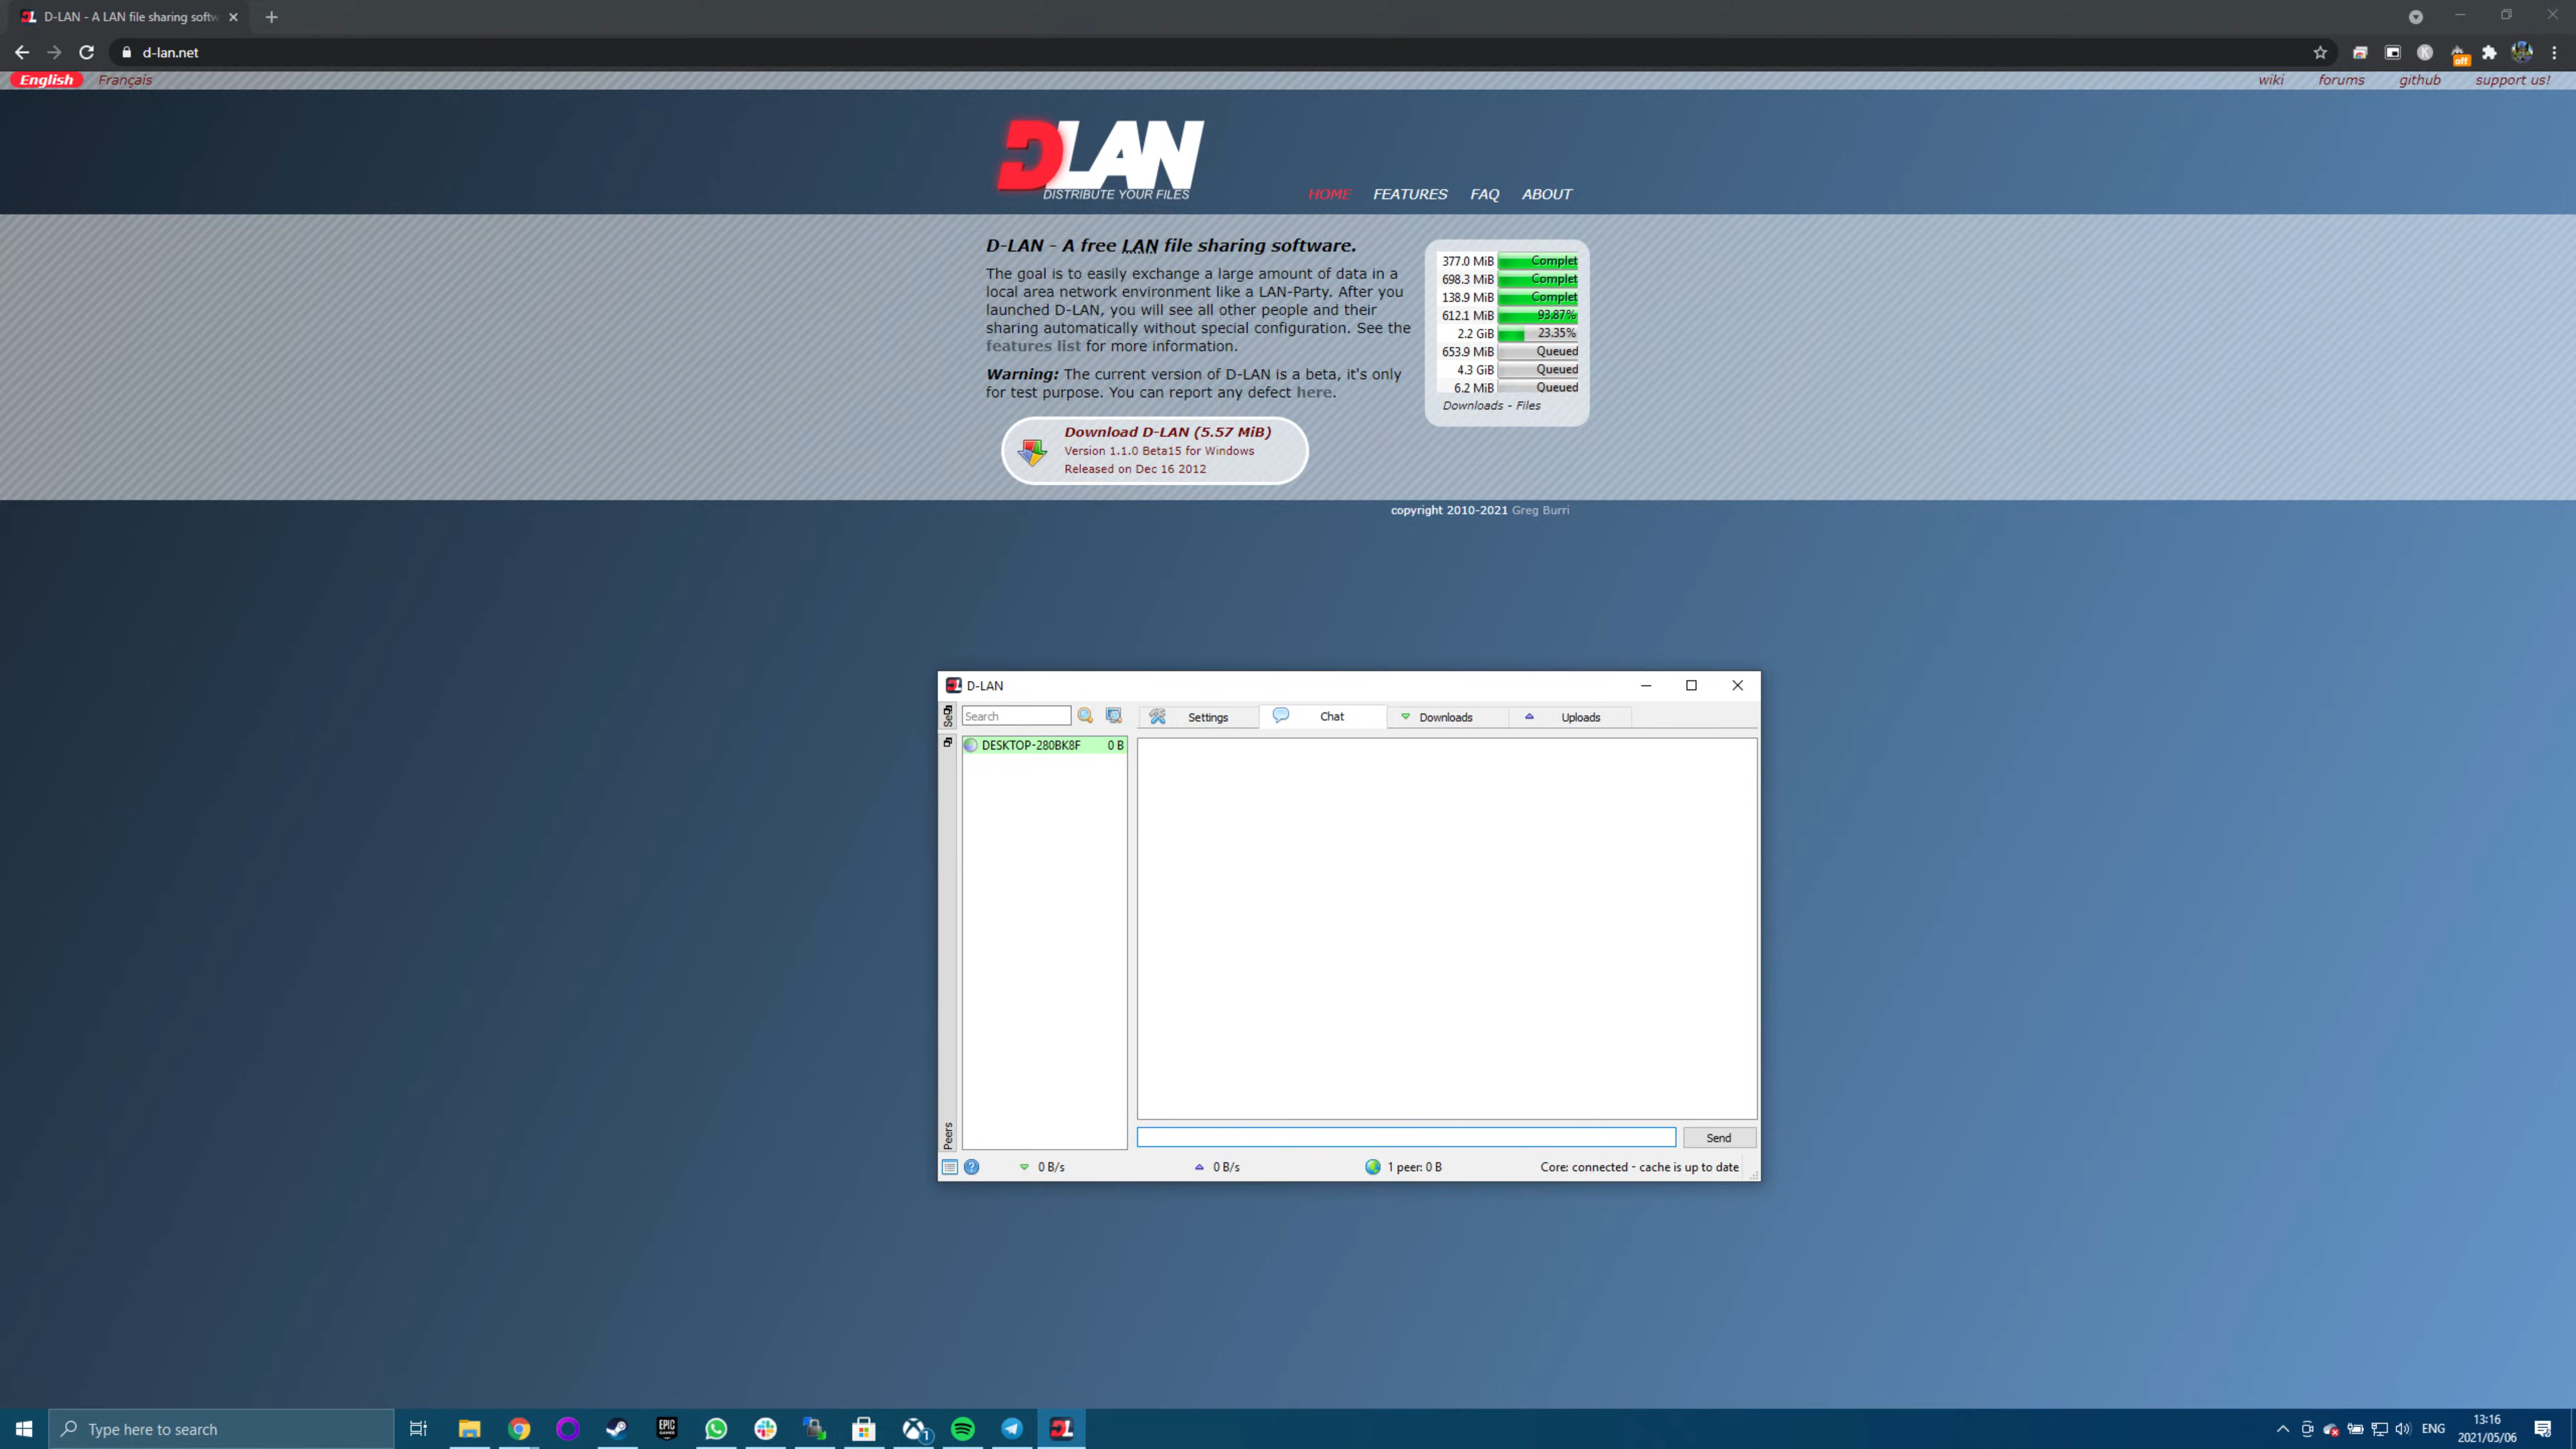 D-LAN - A LAN file sharing softw
d-lan.net
off
English Français wiki forums github support us!
DLAN
DISTRIBUTE YOUR FILES
HOME FEATURES FAQ ABOUT
D-LAN - A free LAN file sharing software.
The goal is to easily exchange a large amount of data in a
local area network environment like a LAN-Party. After you
launched D-LAN, you will see all other people and their
sharing automatically without special configuration. See the
features list for more information.
Warning: The current version of D-LAN is a beta, it's only
for test purpose. You can report any defect here.
Download D-LAN (5.57 MiB)
Version 1.1.0 Beta15 for Windows
Released on Dec 16 2012
377.0 MiB Complet
698.3 MiB Complet
138.9 MiB Complet
612.1 MiB 93.87%
2.2 GiB 23.35%
653.9 MiB Queued
4.3 GiB Queued
6.2 MiB Queued
Downloads - Files
copyright 2010-2021 Greg Burri
D-LAN
Se
Search
Settings Chat Downloads Uploads
DESKTOP-280BK8F 0 B
Peers
Send
0 B/s 0 B/s 1 peer: 0 B Core: connected - cache is up to date
Type here to search
EPIC
GAMES
1
DL
ENG
13:16
2021/05/06